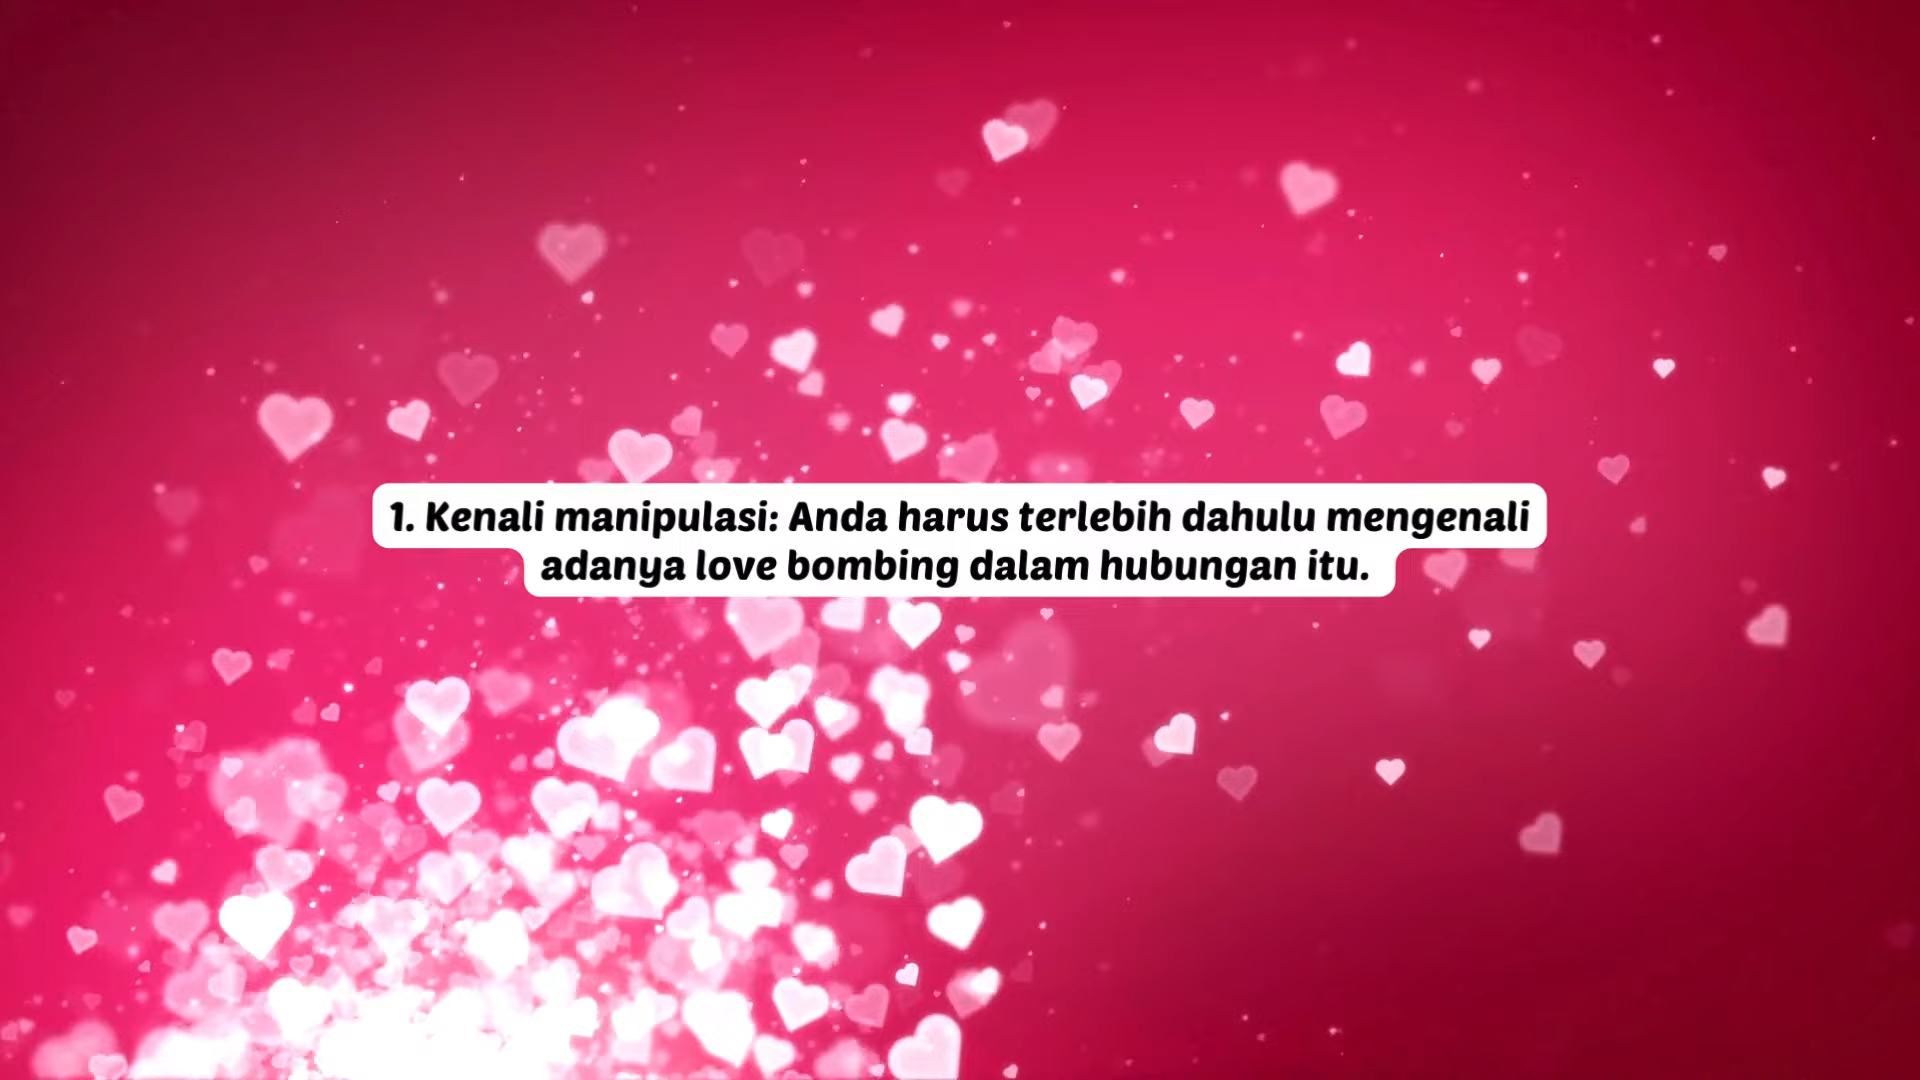 1. Kenali manipulasi: Anda harus terlebih dahulu mengenali
adanya love bombing dalam hubungan itu.